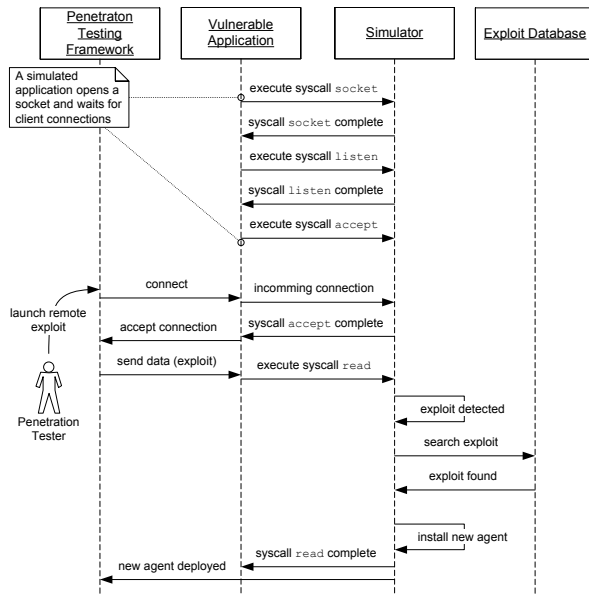 Penetraton
Testing
Framework
Vulnerable
Application
Simulator
Exploit Database
A simulated
application opens a
socket and waits for
client connections
execute syscall socket
syscall socket complete
execute syscall listen
syscall listen complete
execute syscall accept
connect
incomming connection
launch remote
exploit
accept connection
syscall accept complete
send data (exploit)
execute syscall read
Penetration
Tester
exploit detected
search exploit
exploit found
install new agent
syscall read complete
new agent deployed